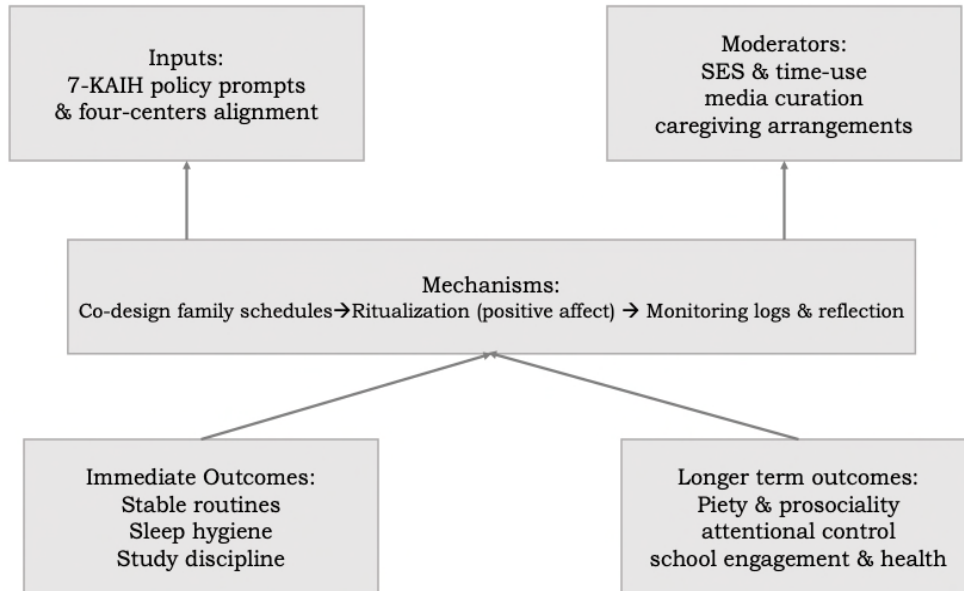 Inputs:
7-KAIH policy prompts
& four-centers alignment
Moderators:
SES & time-use
media curation
caregiving arrangements
Mechanisms:
Co-design family schedules→Ritualization (positive affect) → Monitoring logs & reflection
Immediate Outcomes:
Stable routines
Sleep hygiene
Study discipline
Longer term outcomes:
Piety & prosociality
attentional control
school engagement & health